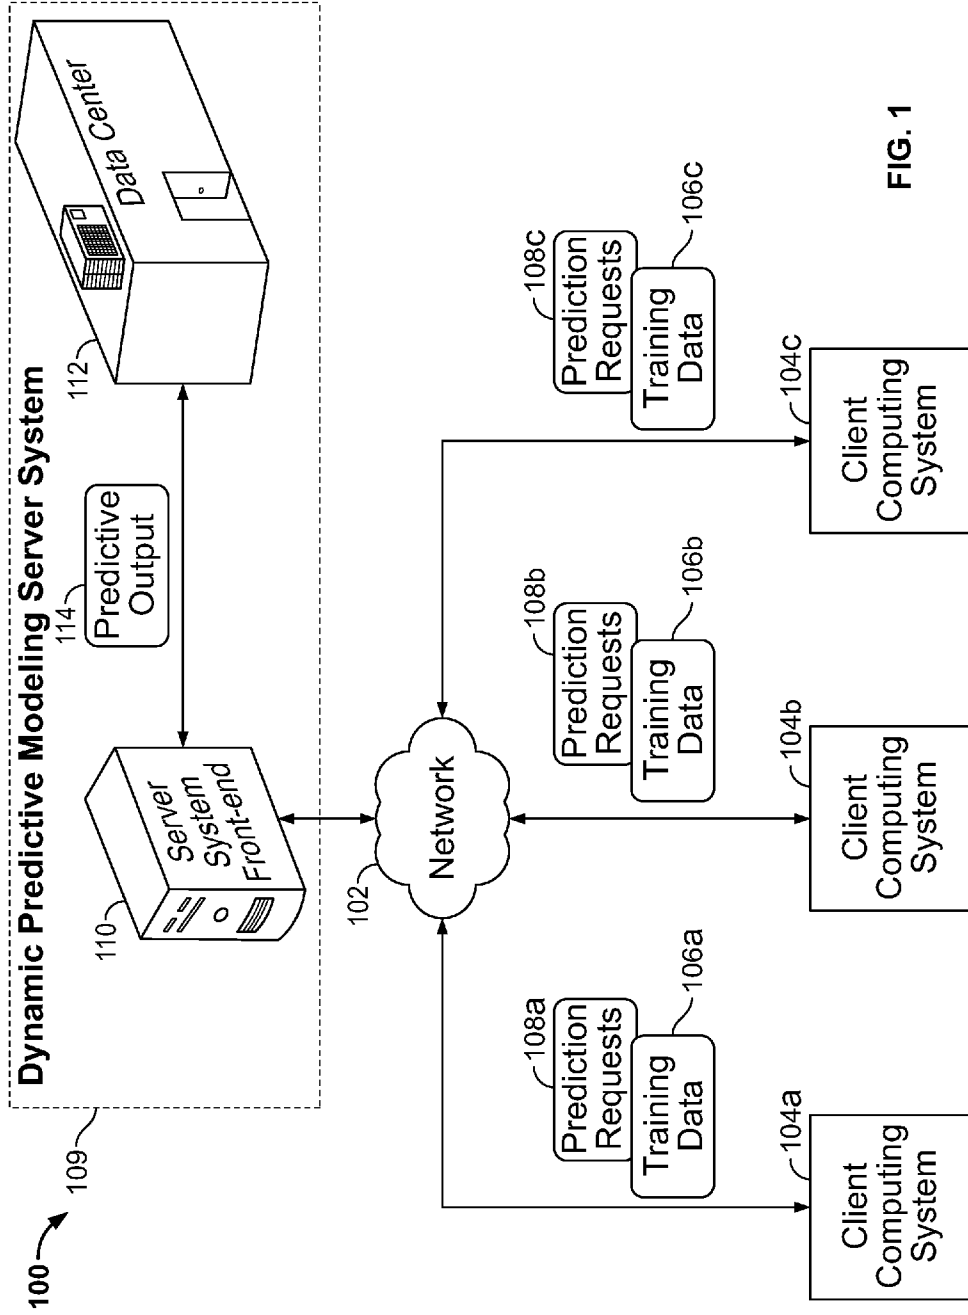 100
109
Dynamic Predictive Modeling Server System
110
Server
System
Front-end
114
Predictive
Output
112
Data Center
102
Network
108a
Prediction
Requests
Training
Data
106a
108b
Prediction
Requests
Training
Data
106b
108c
Prediction
Requests
Training
Data
106c
104a
Client
Computing
System
104b
Client
Computing
System
104c
Client
Computing
System
FIG. 1